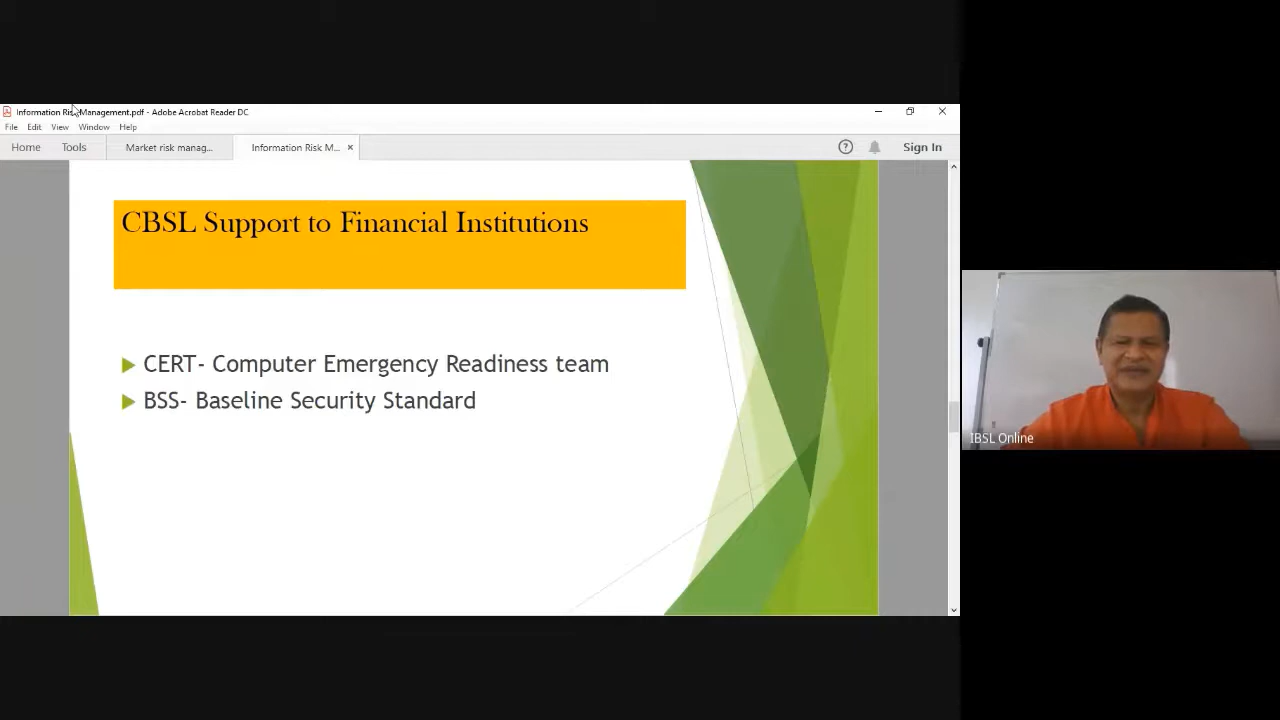 Information Risk Management.pdf - Adobe Acrobat Reader DC
File Edit View Window Help
Home Tools Market risk manag... Information Risk M... × Sign In
CBSL Support to Financial Institutions
CERT- Computer Emergency Readiness team
BSS- Baseline Security Standard
IBSL Online